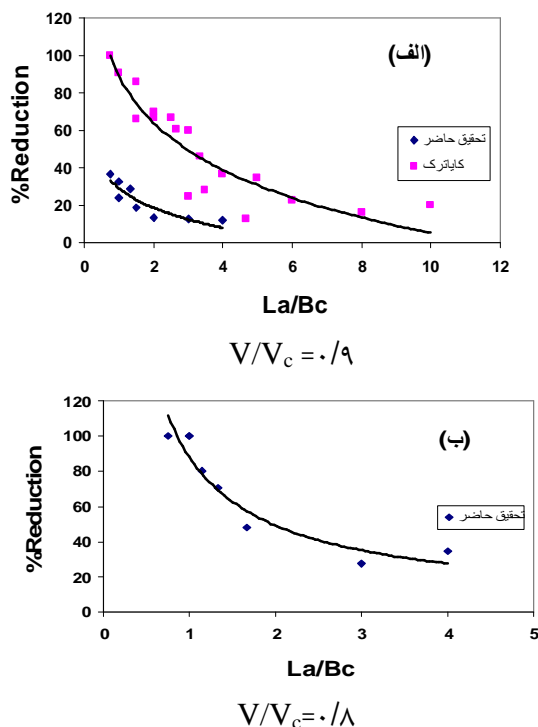 120
100
80
60
40
20
0
%Reduction
(الف)
تحقیق حاضر
کایاترک
0 2 4 6 8 10 12
La/Bc
V/Vc =۰/۹
120
100
80
60
40
20
0
%Reduction
(ب)
تحقیق حاضر
0 1 2 3 4 5
La/Bc
V/Vc=۰/۸